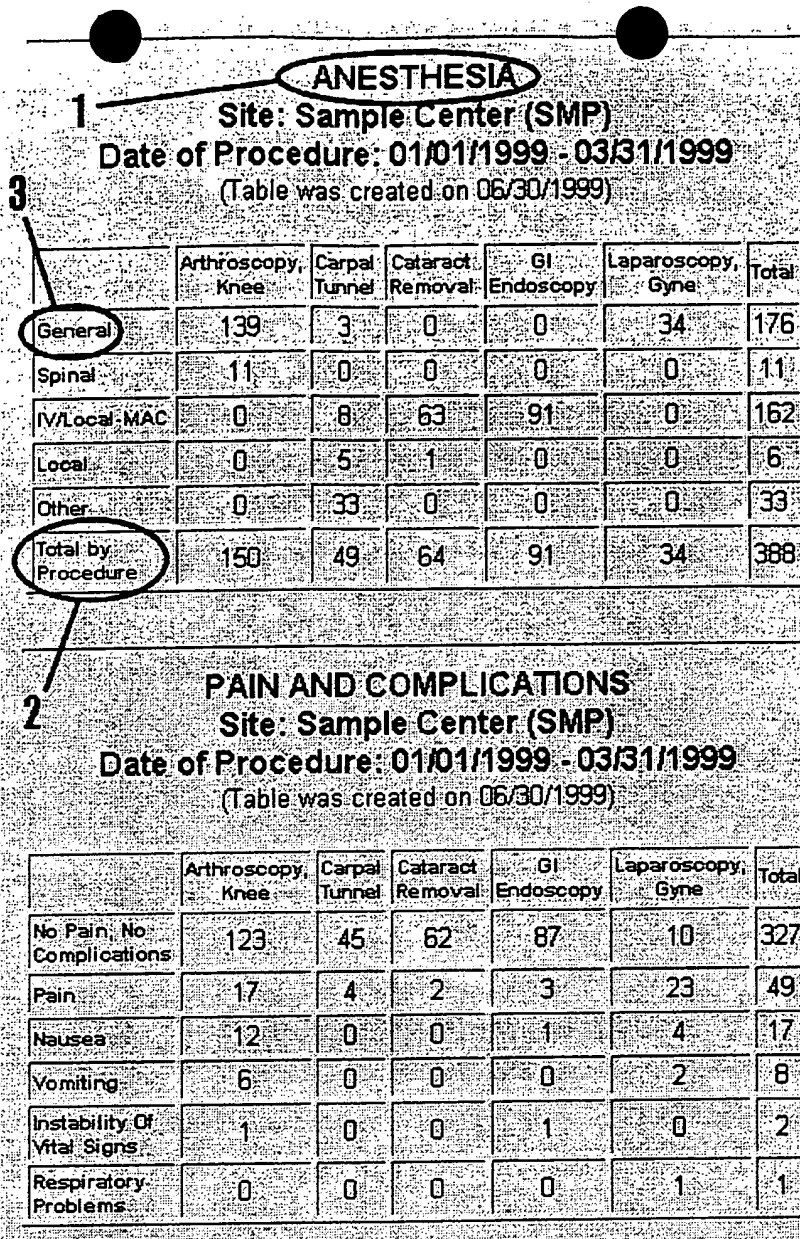 ANESTHESIA
1
Site: Sample Center (SMP)
Date of Procedure: 01/01/1999 - 03/31/1999
(Table was created on 06/30/1999)
3
Arthroscopy, Knee Carpal Tunnel Cataract Removal GI Endoscopy Laparoscopy, Gyne Total
General 139 3 0 0 34 176
Spinal 11 0 0 0 0 11
IV/Local MAC 0 8 63 91 0 162
Local 0 5 1 0 0 6
Other 0 33 0 0 0 33
Total by Procedure 150 49 64 91 34 388
2
PAIN AND COMPLICATIONS
Site: Sample Center (SMP)
Date of Procedure: 01/01/1999 - 03/31/1999
(Table was created on 06/30/1999)
Arthroscopy, Knee Carpal Tunnel Cataract Removal GI Endoscopy Laparoscopy, Gyne Total
No Pain, No Complications 123 45 62 87 10 327
Pain 17 4 2 3 23 49
Nausea 12 0 0 1 4 17
Vomiting 6 0 0 0 2 8
Instability Of Vital Signs 1 0 0 1 0 2
Respiratory Problems 0 0 0 0 1 1